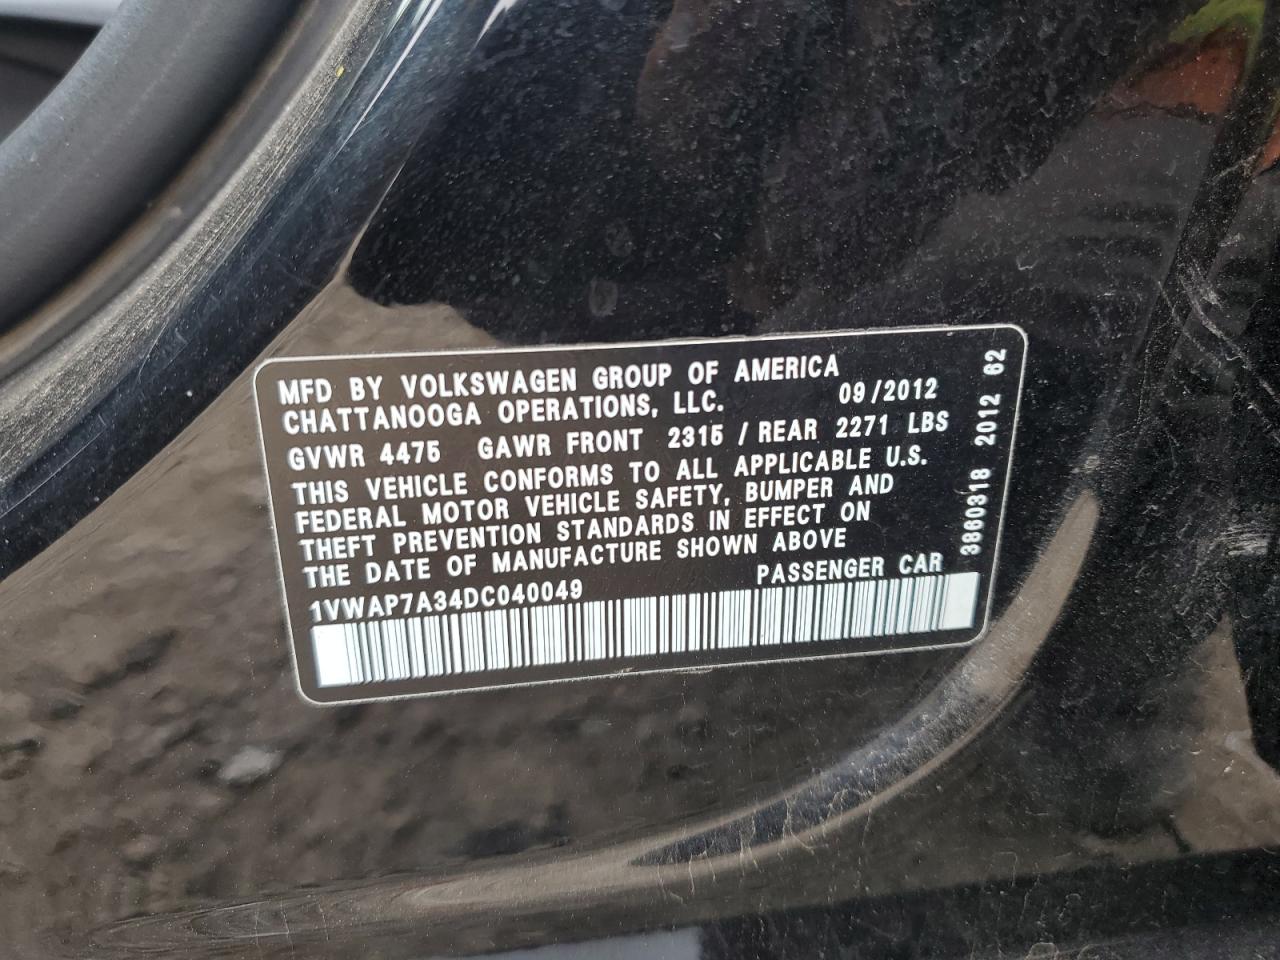 MFD BY VOLKSWAGEN GROUP OF AMERICA
CHATTANOOGA OPERATIONS, LLC. 09/2012
GVWR 4475 GAWR FRONT 2315 / REAR 2271 LBS
THIS VEHICLE CONFORMS TO ALL APPLICABLE U.S.
FEDERAL MOTOR VEHICLE SAFETY, BUMPER AND
THEFT PREVENTION STANDARDS IN EFFECT ON
THE DATE OF MANUFACTURE SHOWN ABOVE
1VWAP7A34DC040049 PASSENGER CAR
3860318 2012 62